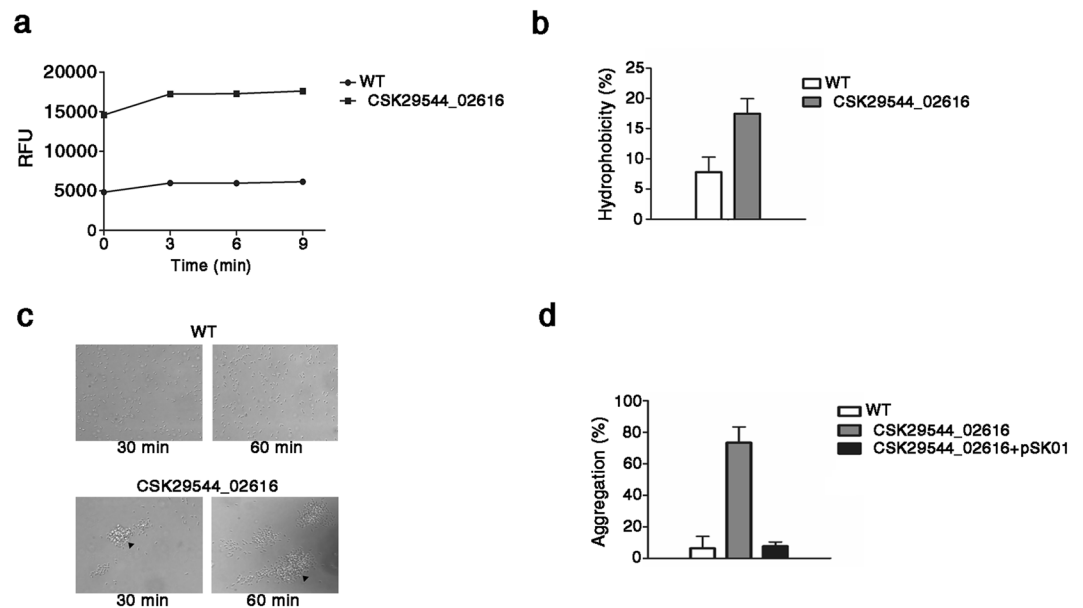 a
20000
15000
10000
5000
0
RFU
0 3 6 9
Time (min)
WT
CSK29544_02616
b
25
20
15
10
5
0
Hydrophobicity (%)
WT
CSK29544_02616
c
WT
30 min 60 min
CSK29544_02616
30 min 60 min
d
100
80
60
40
20
0
Aggregation (%)
WT
CSK29544_02616
CSK29544_02616+pSK01